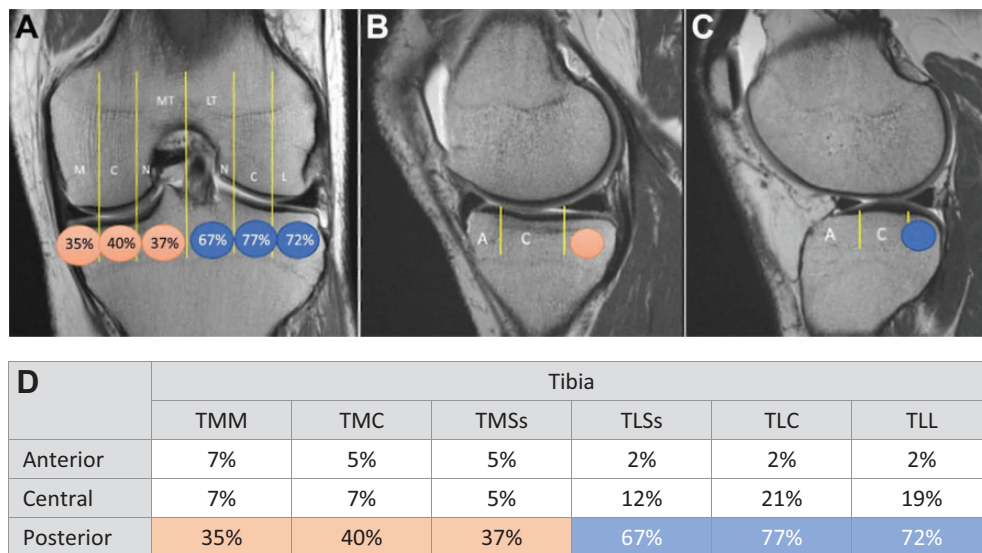 A B C
MT LT
M C N N C L
A C A C
35% 40% 37% 67% 77% 72%
D Tibia
TMM TMC TMSs TLSs TLC TLL
Anterior 7% 5% 5% 2% 2% 2%
Central 7% 7% 5% 12% 21% 19%
Posterior 35% 40% 37% 67% 77% 72%